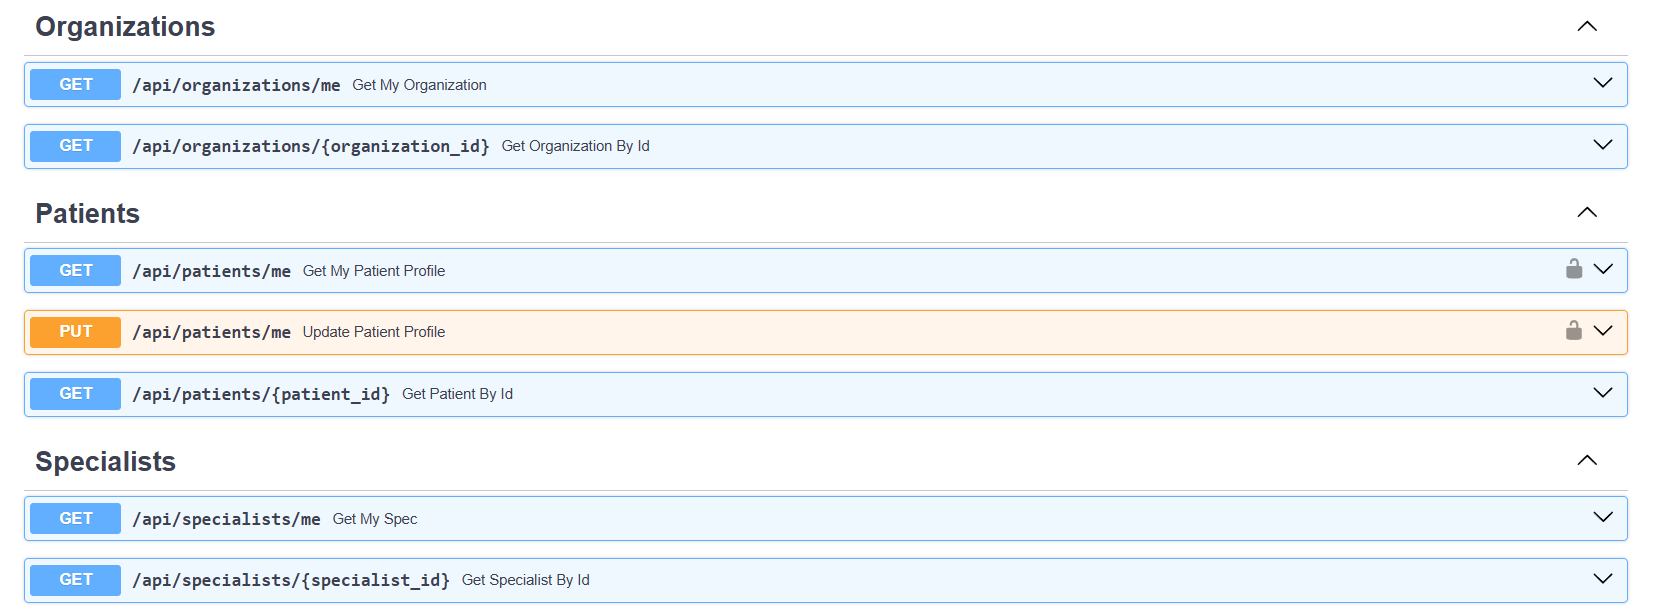 Organizations
GET /api/organizations/me Get My Organization
GET /api/organizations/{organization_id} Get Organization By Id
Patients
GET /api/patients/me Get My Patient Profile
PUT /api/patients/me Update Patient Profile
GET /api/patients/{patient_id} Get Patient By Id
Specialists
GET /api/specialists/me Get My Spec
GET /api/specialists/{specialist_id} Get Specialist By Id